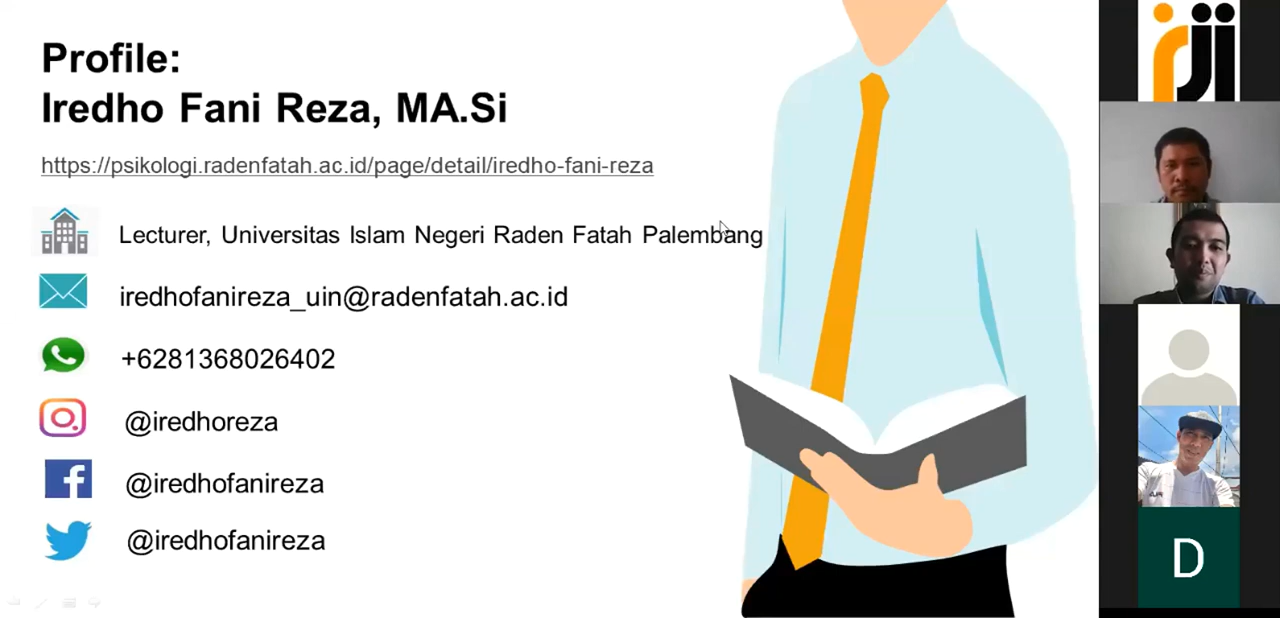 Profile:
Iredho Fani Reza, MA.Si
https://psikologi.radenfatah.ac.id/page/detail/iredho-fani-reza
Lecturer, Universitas Islam Negeri Raden Fatah Palembang
iredhofanireza_uin@radenfatah.ac.id
+6281368026402
@iredhoreza
@iredhofanireza
@iredhofanireza
rji
D